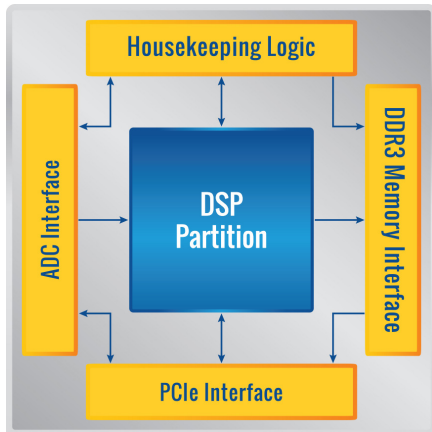 Housekeeping Logic
ADC Interface
DSP
Partition
DDR3 Memory Interface
PCIe Interface